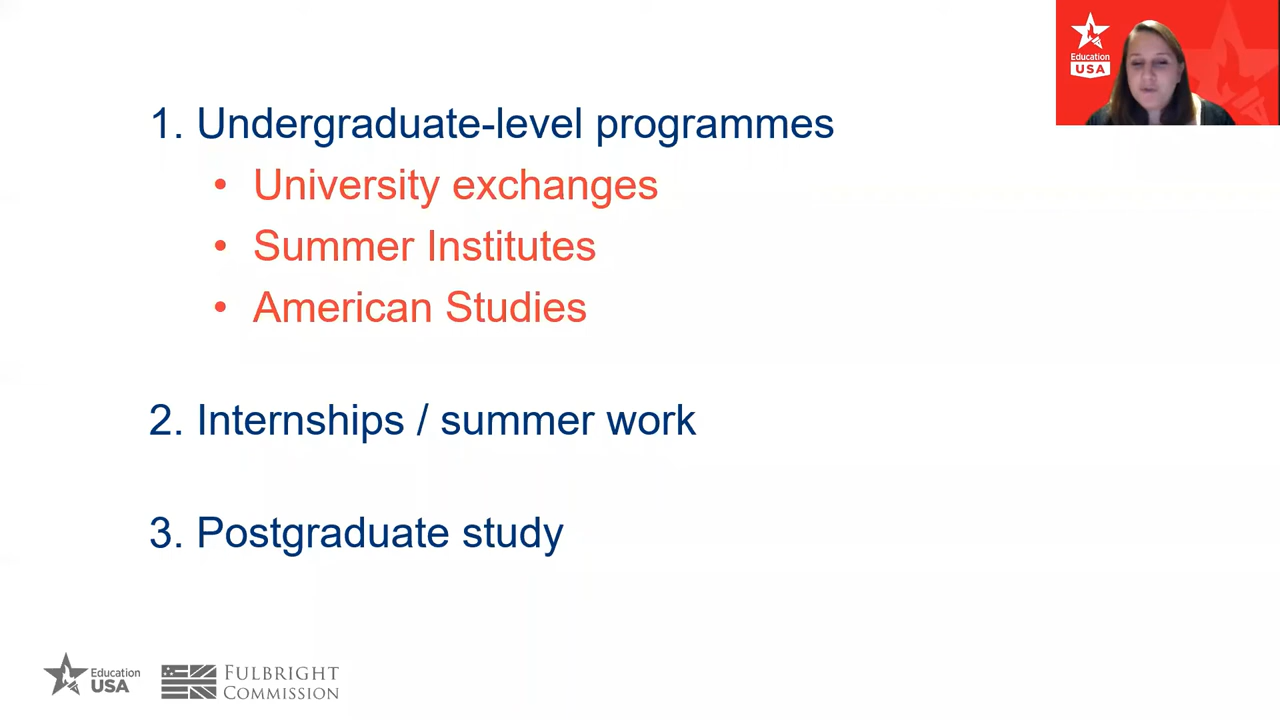 Education
USA
1. Undergraduate-level programmes
• University exchanges
• Summer Institutes
• American Studies
2. Internships / summer work
3. Postgraduate study
Education
USA
FULBRIGHT
COMMISSION